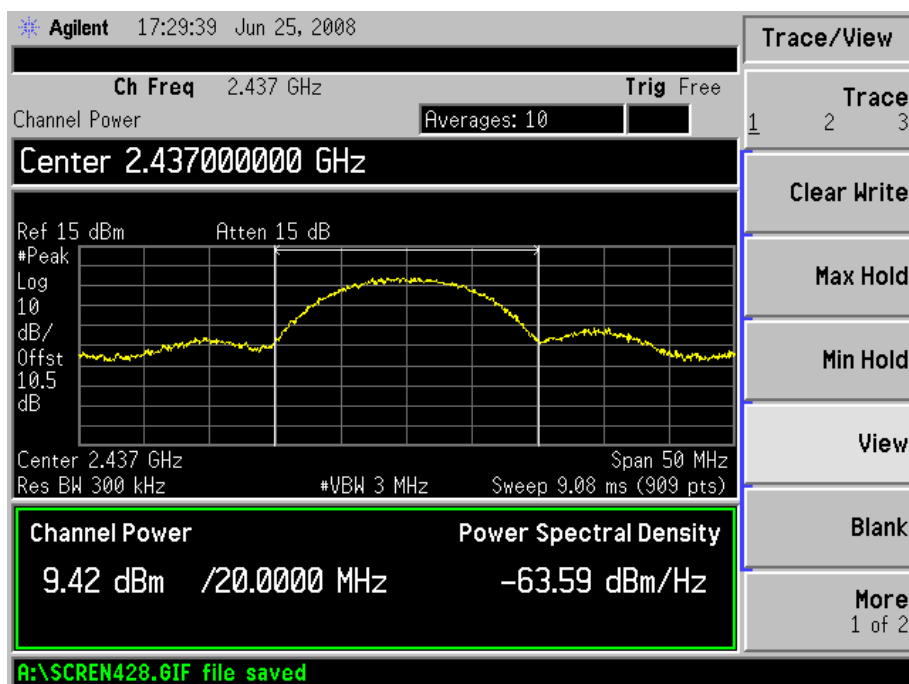 Agilent 17:29:39 Jun 25, 2008
Trace/View
Ch Freq 2.437 GHz Trig Free
Channel Power Averages: 10
Trace
1 2 3
Center 2.437000000 GHz
Clear Write
Ref 15 dBm Atten 15 dB
#Peak
Log
10
dB/
Offst
10.5
dB
Max Hold
Min Hold
Center 2.437 GHz Span 50 MHz
Res BW 300 kHz #VBW 3 MHz Sweep 9.08 ms (909 pts)
View
Channel Power Power Spectral Density
9.42 dBm /20.0000 MHz -63.59 dBm/Hz
Blank
More
1 of 2
A:\SCREN428.GIF file saved